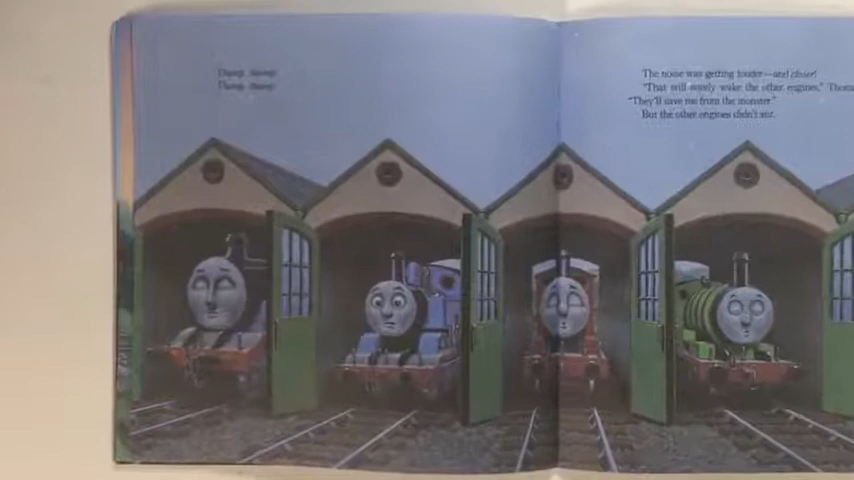 Thump, thump.
Thump, thump.
The noise was getting louder—and closer!
"That will surely wake the other engines," Thoma
"They'll save me from the monster."
But the other engines didn't stir.